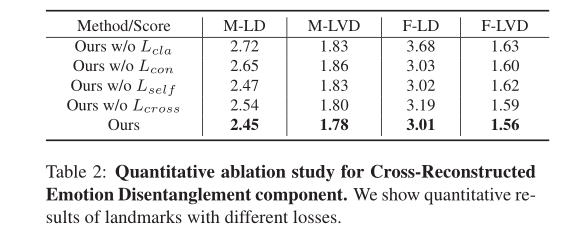 Method/Score M-LD M-LVD F-LD F-LVD
Ours w/o L_cla 2.72 1.83 3.68 1.63
Ours w/o L_con 2.65 1.86 3.03 1.60
Ours w/o L_self 2.47 1.83 3.02 1.62
Ours w/o L_cross 2.54 1.80 3.19 1.59
Ours 2.45 1.78 3.01 1.56
Table 2: Quantitative ablation study for Cross-Reconstructed
Emotion Disentanglement component. We show quantitative re-
sults of landmarks with different losses.